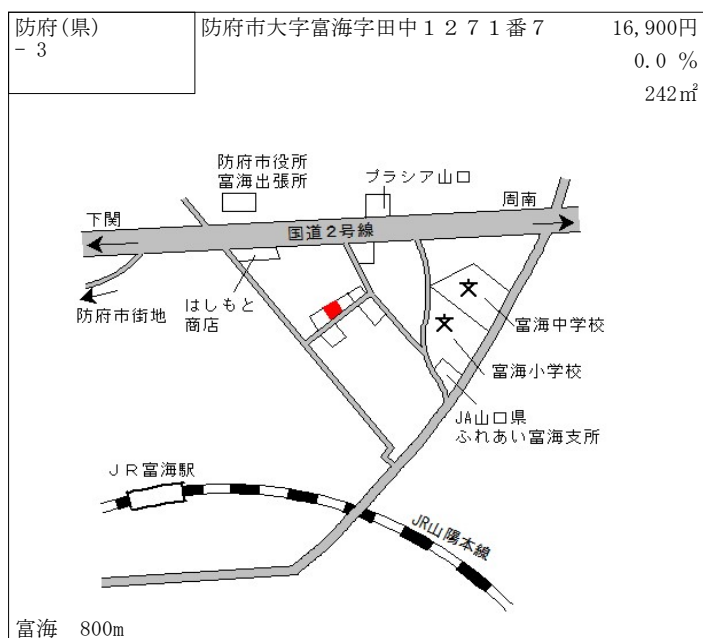 防府(県)
- 3
防府市大字富海字田中1271番7
16,900円
0.0 %
242㎡
防府市役所
富海出張所
プラシア山口
下関
周南
国道2号線
はしもと
商店
防府市街地
富海中学校
富海小学校
JA山口県
ふれあい富海支所
JR富海駅
JR山陽本線
富海 800m